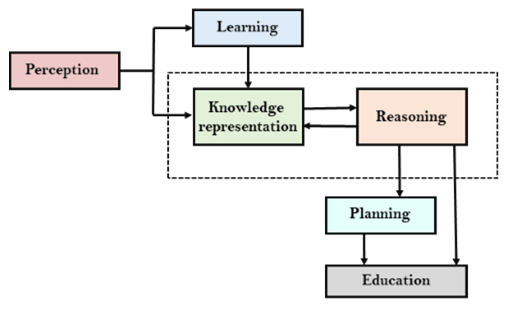 Learning
Perception
Knowledge
representation
Reasoning
Planning
Education